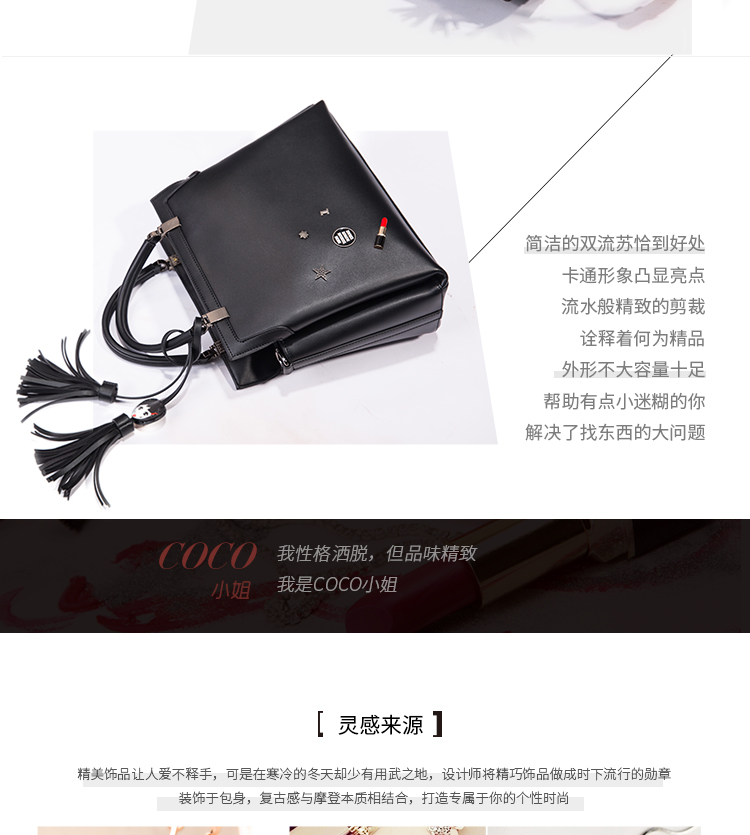 简洁的双流苏恰到好处
卡通形象凸显亮点
流水般精致的剪裁
诠释着何为精品
外形不大容量十足
帮助有点小迷糊的你
解决了找东西的大问题
COCO 我性格洒脱，但品味精致
小姐 我是COCO小姐
[ 灵感来源 ]
精美饰品让人爱不释手，可是在寒冷的冬天却少有用武之地，设计师将精巧饰品做成时下流行的勋章
装饰于包身，复古感与摩登本质相结合，打造专属于你的个性时尚